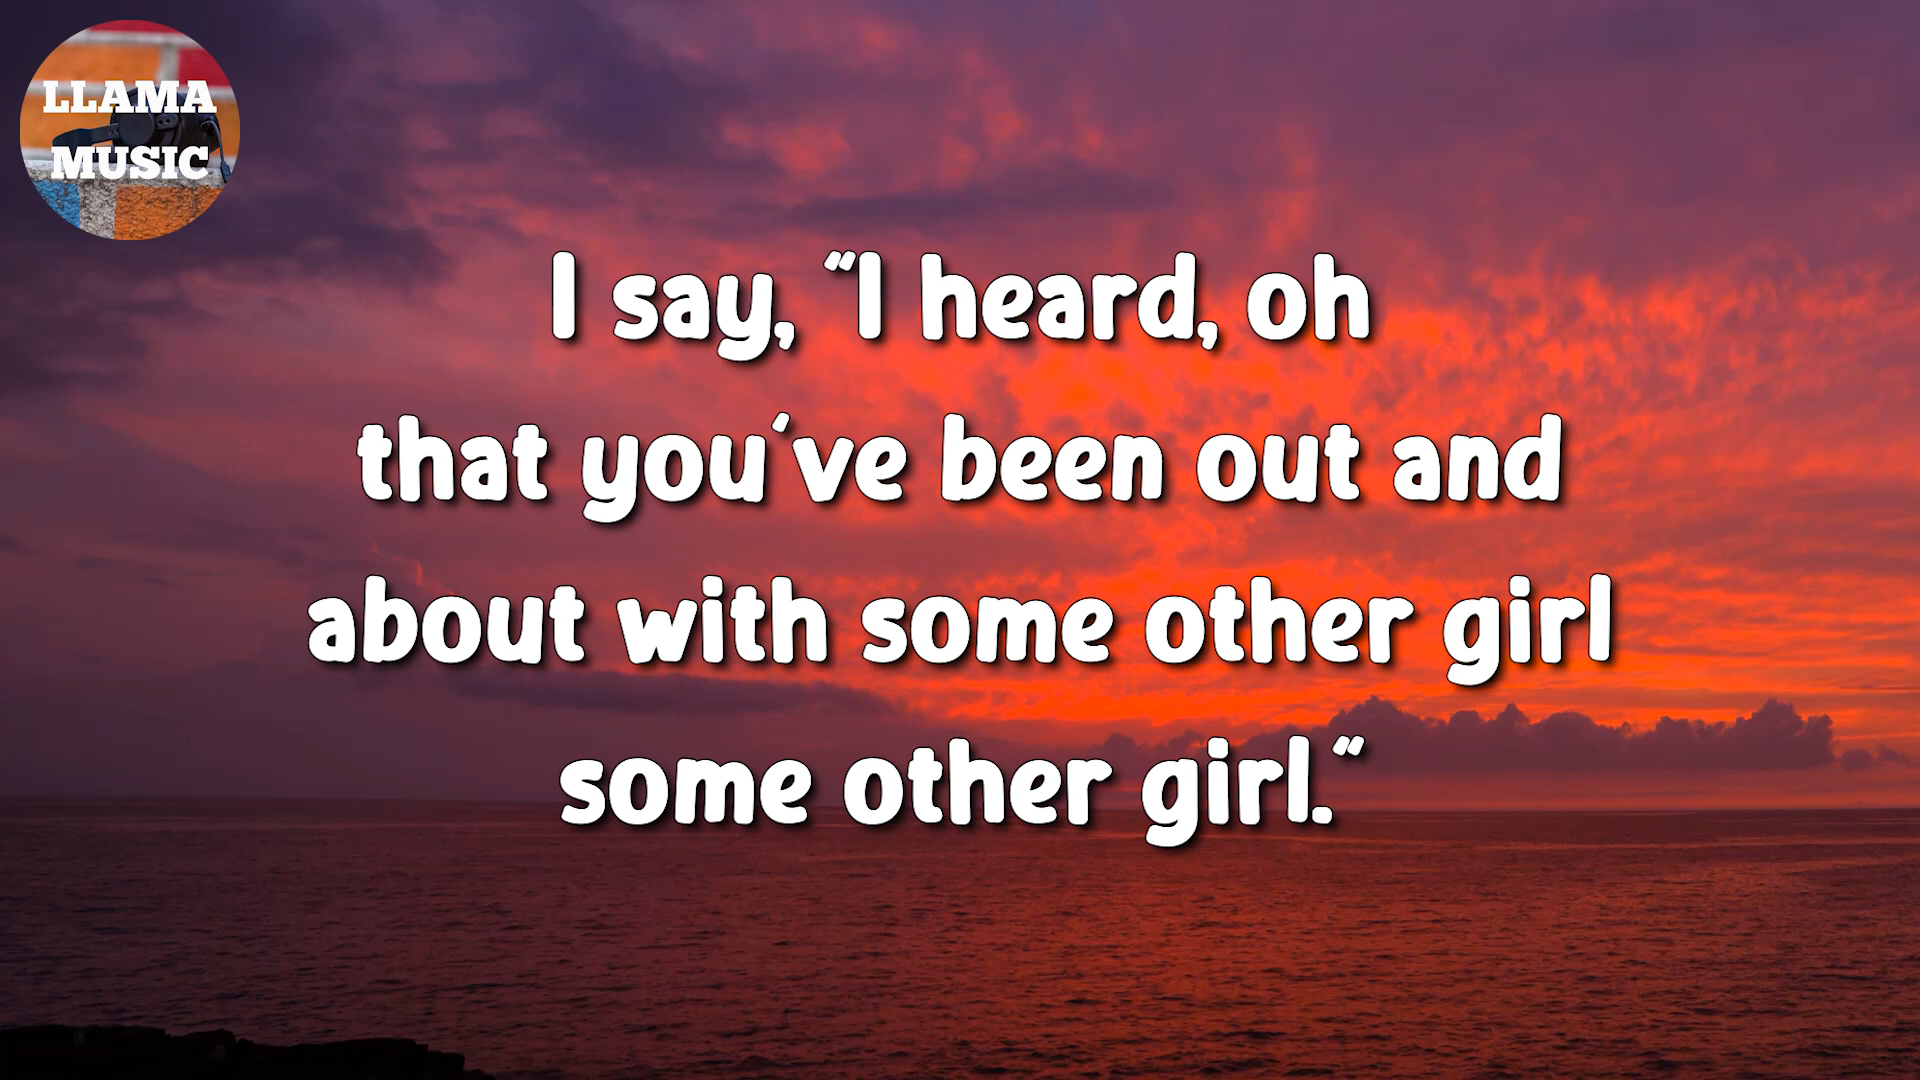 LLAMA
MUSIC
I say, "I heard, oh
that you've been out and
about with some other girl
some other girl."